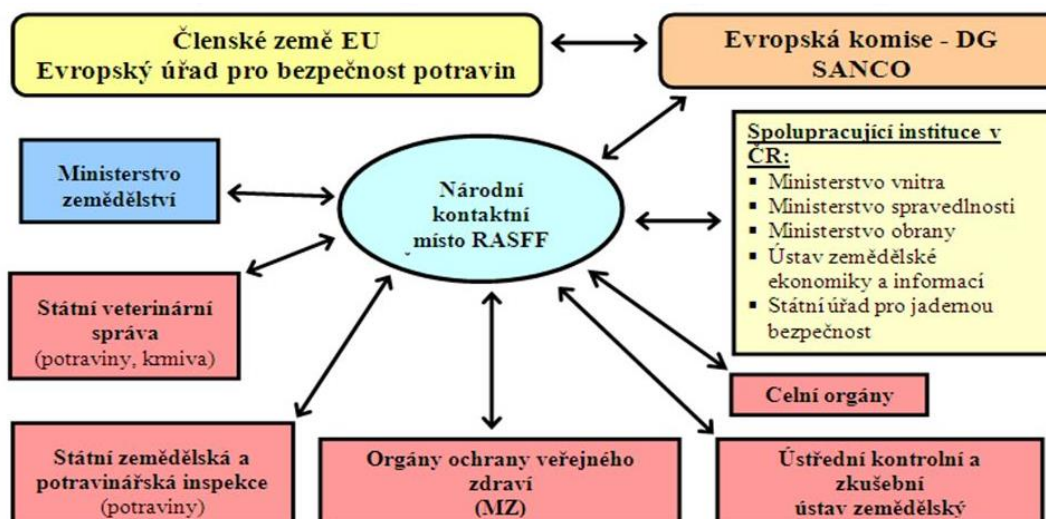 Členské země EU
Evropský úřad pro bezpečnost potravin
Evropská komise - DG
SANCO
Ministerstvo
zemědělství
Národní
kontaktní
místo RASFF
Spolupracující instituce v
ČR:
▪ Ministerstvo vnitra
▪ Ministerstvo spravedlnosti
▪ Ministerstvo obrany
▪ Ústav zemědělské
ekonomiky a informací
▪ Státní úřad pro jadernou
bezpečnost
Státní veterinární
správa
(potraviny, krmiva)
Celní orgány
Státní zemědělská a
potravinářská inspekce
(potraviny)
Orgány ochrany veřejného
zdraví
(MZ)
Ústřední kontrolní a
zkušební
ústav zemědělský